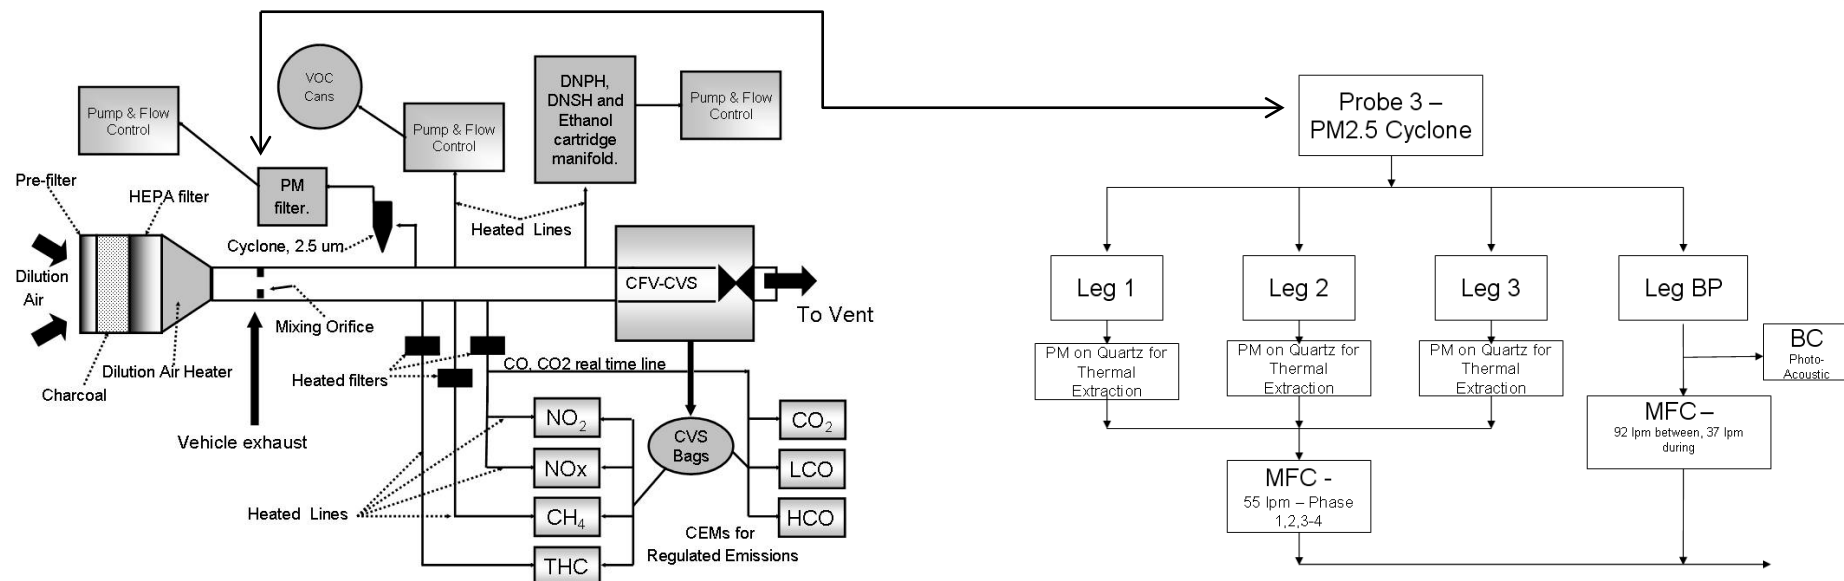 VOC
Cans
Pump & Flow
Control
Pump & Flow
Control
DNPH,
DNSH and
Ethanol
cartridge
manifold.
Pump & Flow
Control
Pre-filter
HEPA filter
PM
filter.
Cyclone, 2.5 um
Heated Lines
Dilution
Air
CFV-CVS
To Vent
Mixing Orifice
Dilution Air Heater
Charcoal
Vehicle exhaust
Heated filters
CO, CO2 real time line
NO2
NOx
CH4
THC
Heated Lines
CVS
Bags
CO2
LCO
HCO
CEMs for
Regulated Emissions
Probe 3 –
PM2.5 Cyclone
Leg 1
Leg 2
Leg 3
Leg BP
PM on Quartz for
Thermal
Extraction
PM on Quartz for
Thermal
Extraction
PM on Quartz for
Thermal
Extraction
BC
Photo-
Acoustic
MFC –
92 lpm between, 37 lpm
during
MFC -
55 lpm – Phase
1,2,3-4